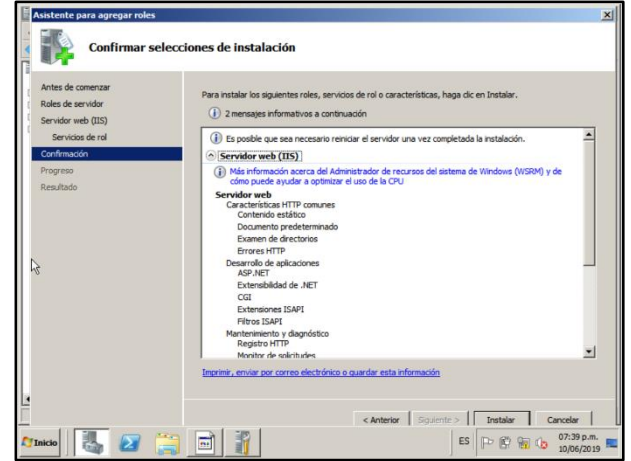 Asistente para agregar roles
Confirmar selecciones de instalación
Antes de comenzar
Roles de servidor
Servidor web (IIS)
Servicios de rol
Confirmación
Progreso
Resultado
Para instalar los siguientes roles, servicios de rol o características, haga clic en Instalar.
2 mensajes informativos a continuación
Es posible que sea necesario reiniciar el servidor una vez completada la instalación.
Servidor web (IIS)
Más información acerca del Administrador de recursos del sistema de Windows (WSRM) y de
cómo puede ayudar a optimizar el uso de la CPU
Servidor web
Características HTTP comunes
Contenido estático
Documento predeterminado
Examen de directorios
Errores HTTP
Desarrollo de aplicaciones
ASP.NET
Extensibilidad de .NET
CGI
Extensiones ISAPI
Filtros ISAPI
Mantenimiento y diagnóstico
Registro HTTP
Monitor de solicitudes
Imprimir, enviar por correo electrónico o guardar esta información
< Anterior
Siguiente >
Instalar
Cancelar
Inicio
ES
07:39 p.m.
10/06/2019